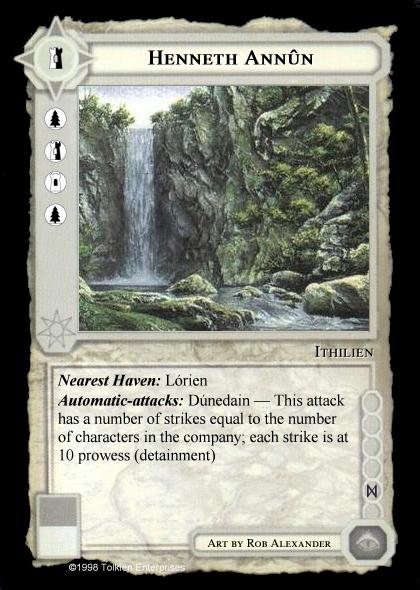 HENNETH ANNÛN
ITHILIEN
Nearest Haven: Lórien
Automatic-attacks: Dúnedain — This attack
has a number of strikes equal to the number
of characters in the company; each strike is at
10 prowess (detainment)
ART BY ROB ALEXANDER
©1998 Tolkien Enterprises